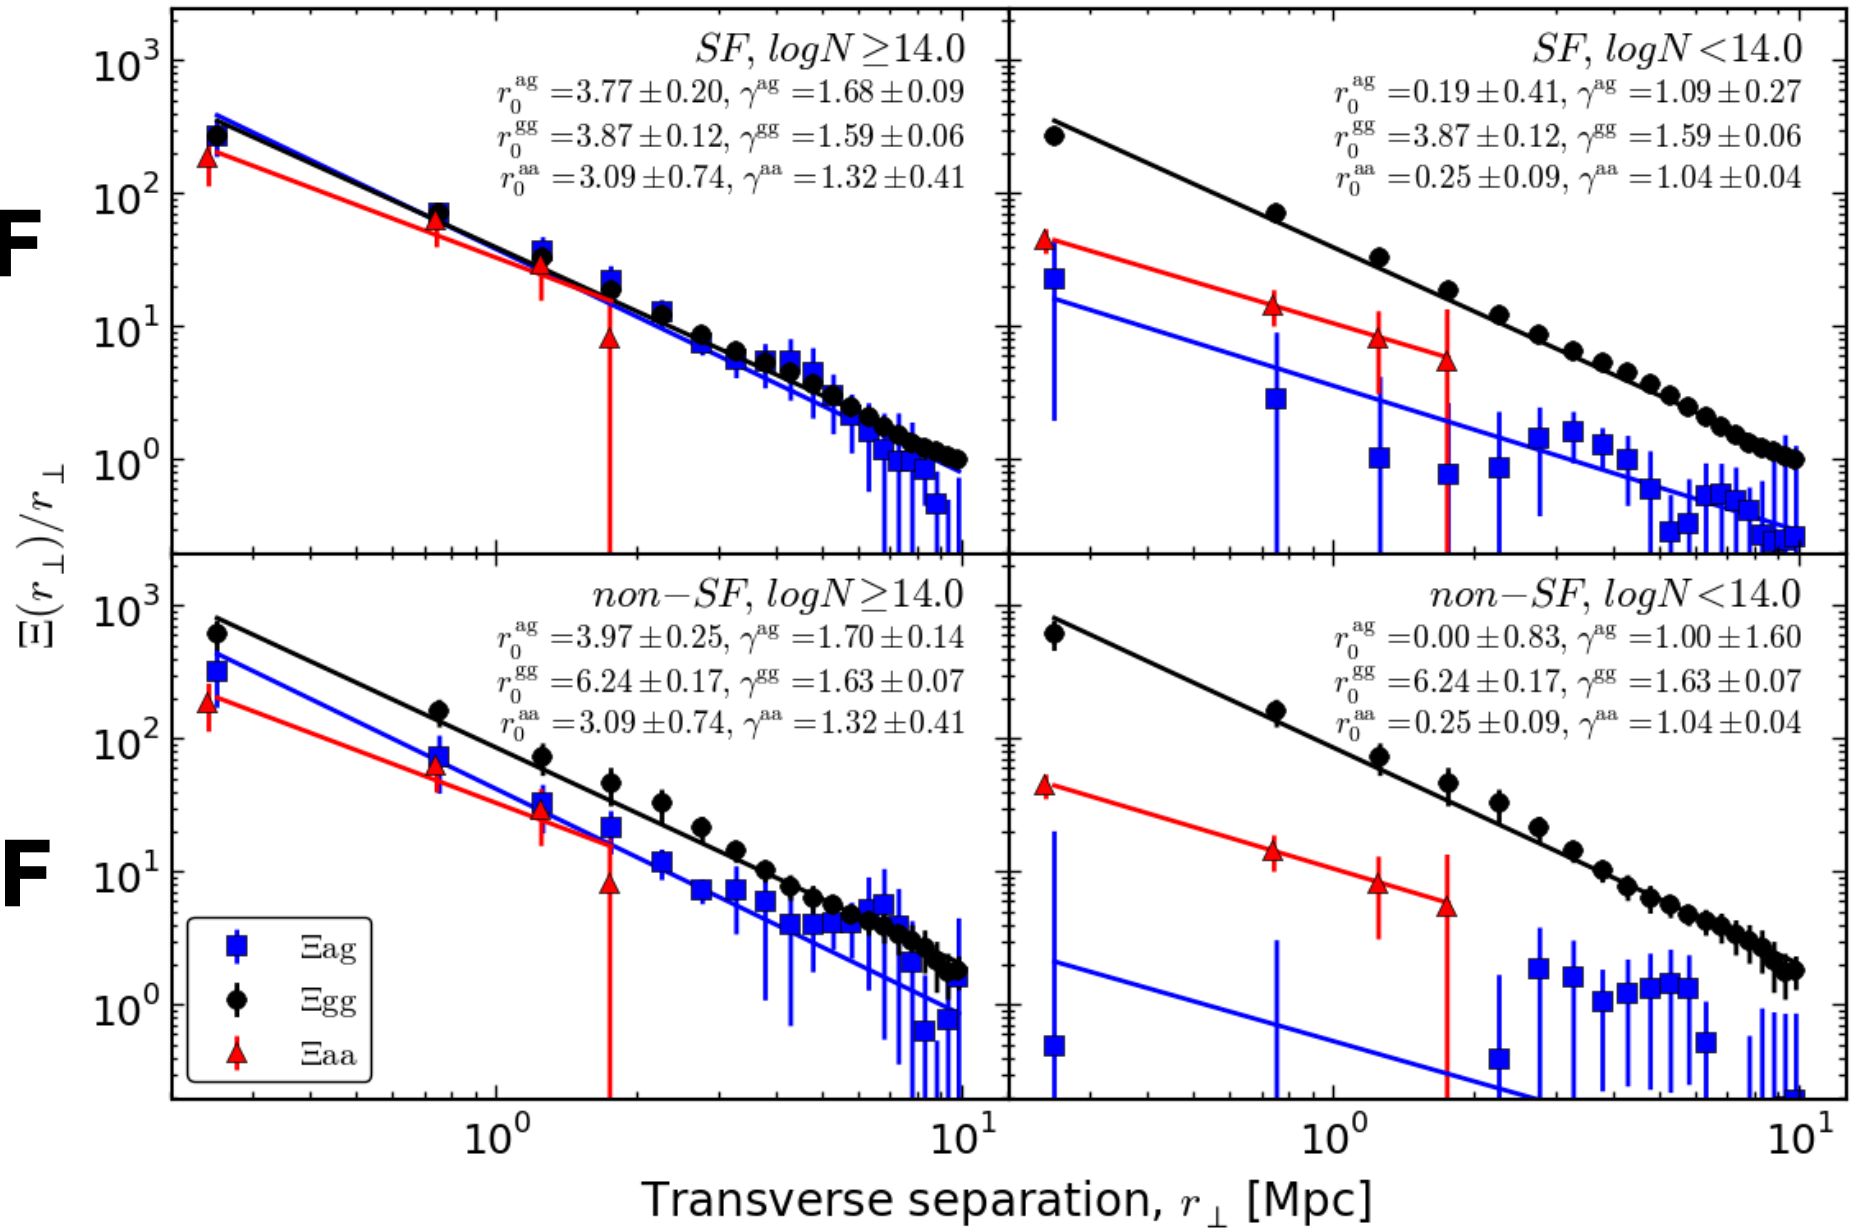 F
F
Ξ(r⊥)/r⊥
10³
10²
10¹
10⁰
SF, logN ≥14.0
r₀ᵃᵍ =3.77±0.20, γᵃᵍ =1.68±0.09
r₀ᵍᵍ =3.87±0.12, γᵍᵍ =1.59±0.06
r₀ᵃᵃ =3.09±0.74, γᵃᵃ =1.32±0.41
SF, logN <14.0
r₀ᵃᵍ =0.19±0.41, γᵃᵍ =1.09±0.27
r₀ᵍᵍ =3.87±0.12, γᵍᵍ =1.59±0.06
r₀ᵃᵃ =0.25±0.09, γᵃᵃ =1.04±0.04
10³
10²
10¹
10⁰
non−SF, logN ≥14.0
r₀ᵃᵍ =3.97±0.25, γᵃᵍ =1.70±0.14
r₀ᵍᵍ =6.24±0.17, γᵍᵍ =1.63±0.07
r₀ᵃᵃ =3.09±0.74, γᵃᵃ =1.32±0.41
Ξag
Ξgg
Ξaa
non−SF, logN <14.0
r₀ᵃᵍ =0.00±0.83, γᵃᵍ =1.00±1.60
r₀ᵍᵍ =6.24±0.17, γᵍᵍ =1.63±0.07
r₀ᵃᵃ =0.25±0.09, γᵃᵃ =1.04±0.04
10⁰ 10¹ 10⁰ 10¹
Transverse separation, r⊥ [Mpc]